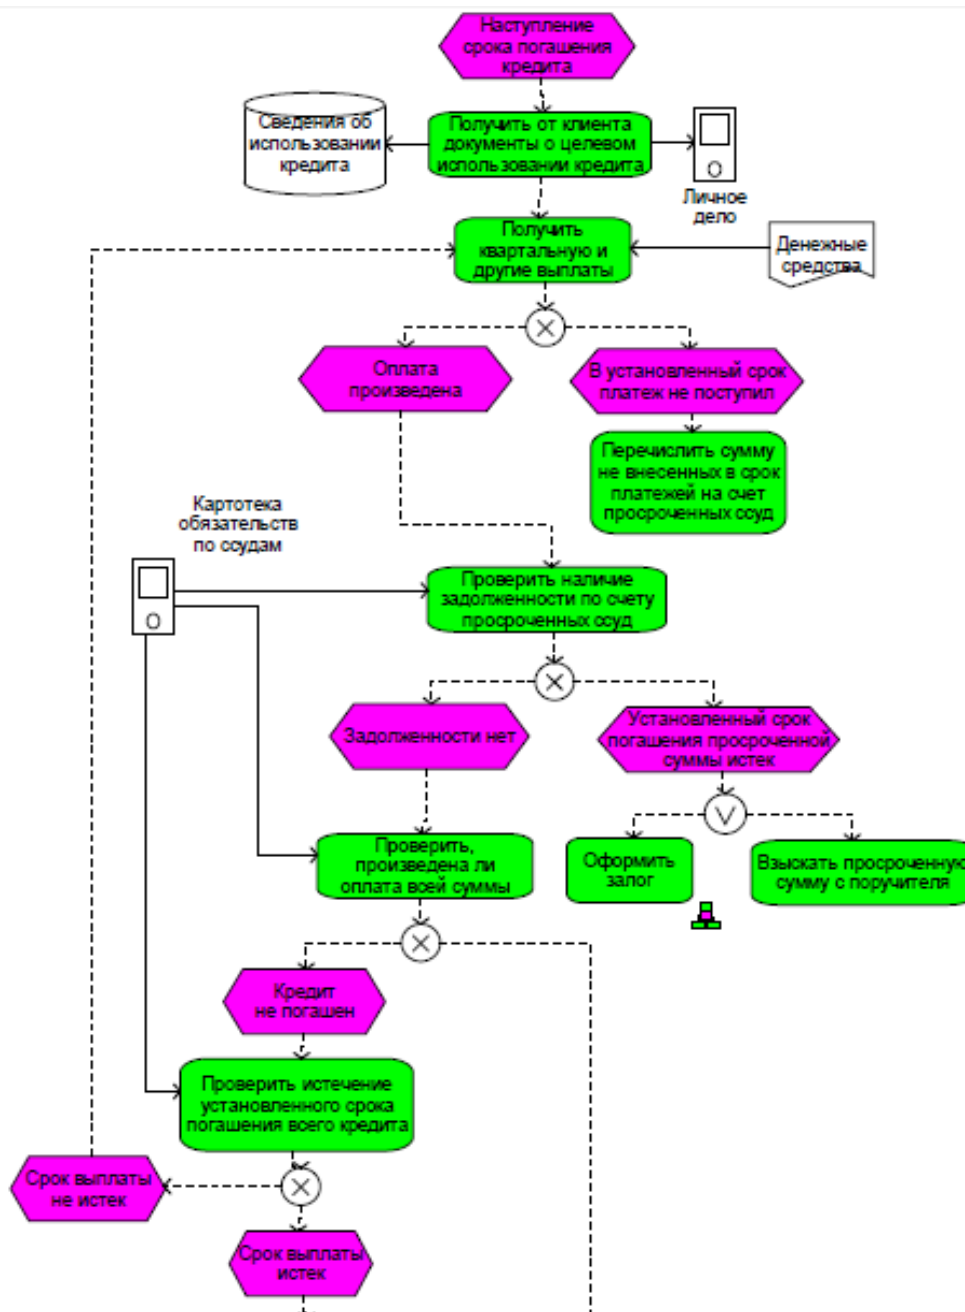 Наступление
срока погашения
кредита
Сведения об
использовании
кредита
Получить от клиента
документы о целевом
использовании кредита
Личное
дело
Получить
квартальную и
другие выплаты
Денежные
средства
Оплата
произведена
В установленный срок
платеж не поступил
Перечислить сумму
не внесенных в срок
платежей на счет
просроченных ссуд
Картотека
обязательств
по ссудам
Проверить наличие
задолженности по счету
просроченных ссуд
Задолженности нет
Установленный срок
погашения просроченной
суммы истек
Проверить,
произведена ли
оплата всей суммы
Оформить
залог
Взыскать просроченную
сумму с поручителя
Кредит
не погашен
Проверить истечение
установленного срока
погашения всего кредита
Срок выплаты
не истек
Срок выплаты
истек